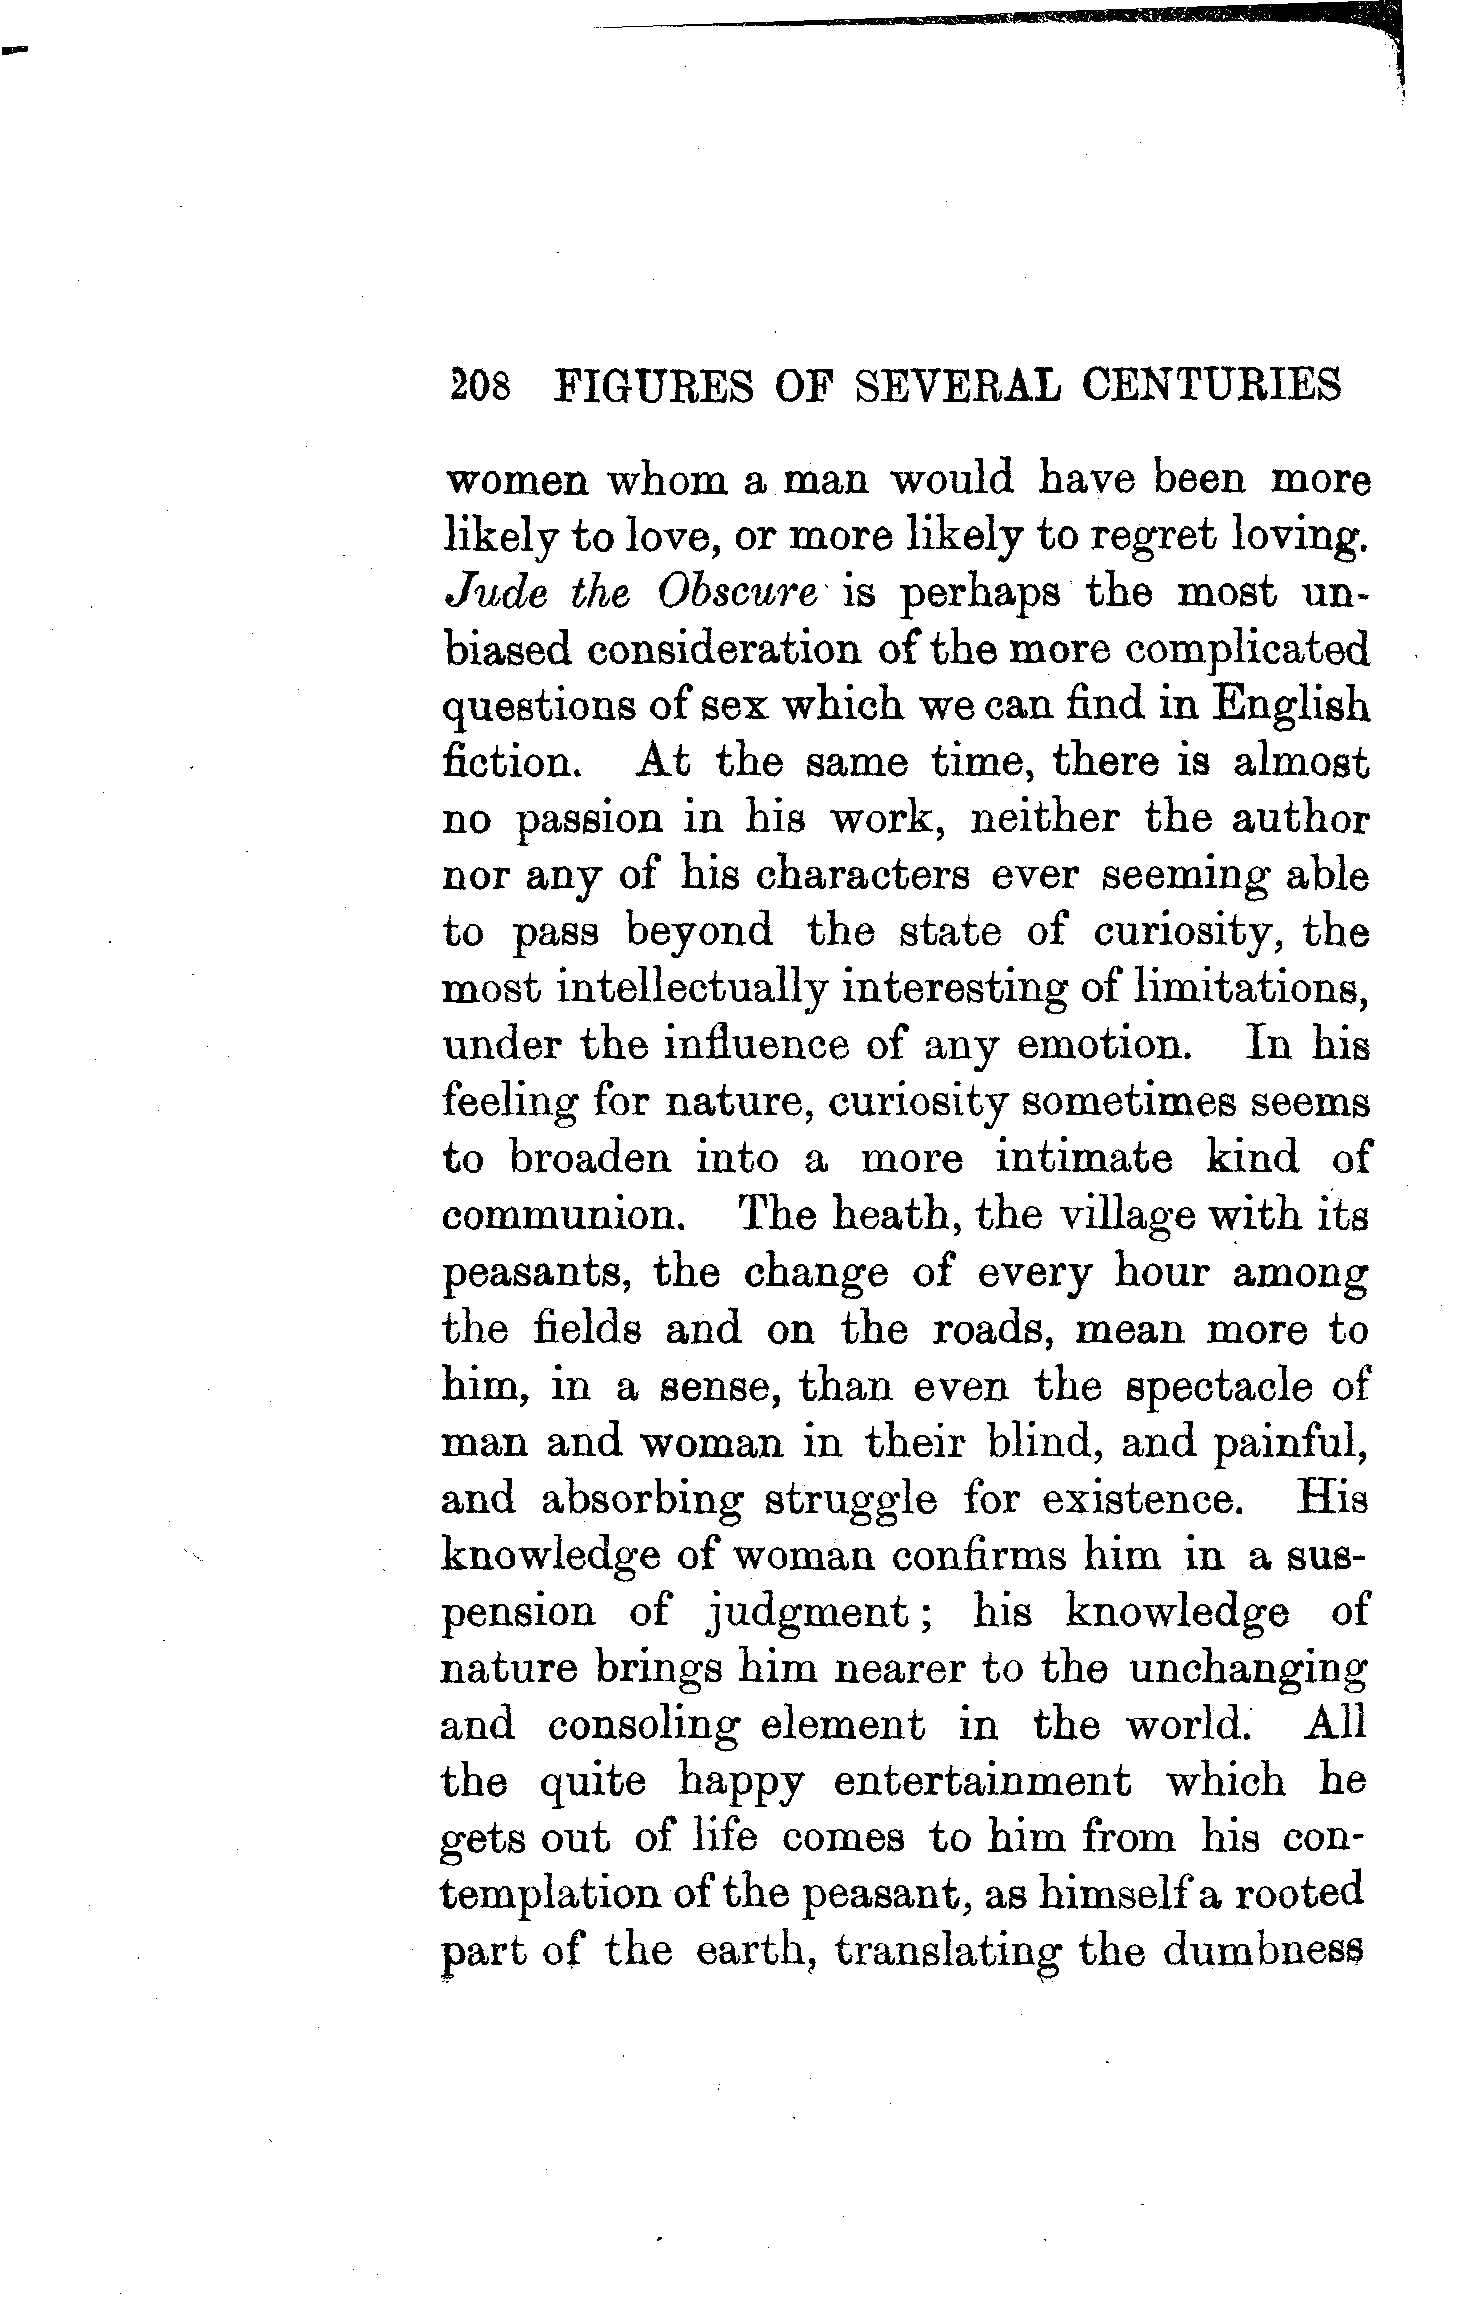 208 FIGURES OF SEVERAL CENTURIES
women whom a man would have been more
likely to love, or more likely to regret loving.
Jude the Obscure is perhaps the most un-
biased consideration of the more complicated
questions of sex which we can find in English
fiction. At the same time, there is almost
no passion in his work, neither the author
nor any of his characters ever seeming able
to pass beyond the state of curiosity, the
most intellectually interesting of limitations,
under the influence of any emotion. In his
feeling for nature, curiosity sometimes seems
to broaden into a more intimate kind of
communion. The heath, the village with its
peasants, the change of every hour among
the fields and on the roads, mean more to
him, in a sense, than even the spectacle of
man and woman in their blind, and painful,
and absorbing struggle for existence. His
knowledge of woman confirms him in a sus-
pension of judgment; his knowledge of
nature brings him nearer to the unchanging
and consoling element in the world. All
the quite happy entertainment which he
gets out of life comes to him from his con-
templation of the peasant, as himself a rooted
part of the earth, translating the dumbness